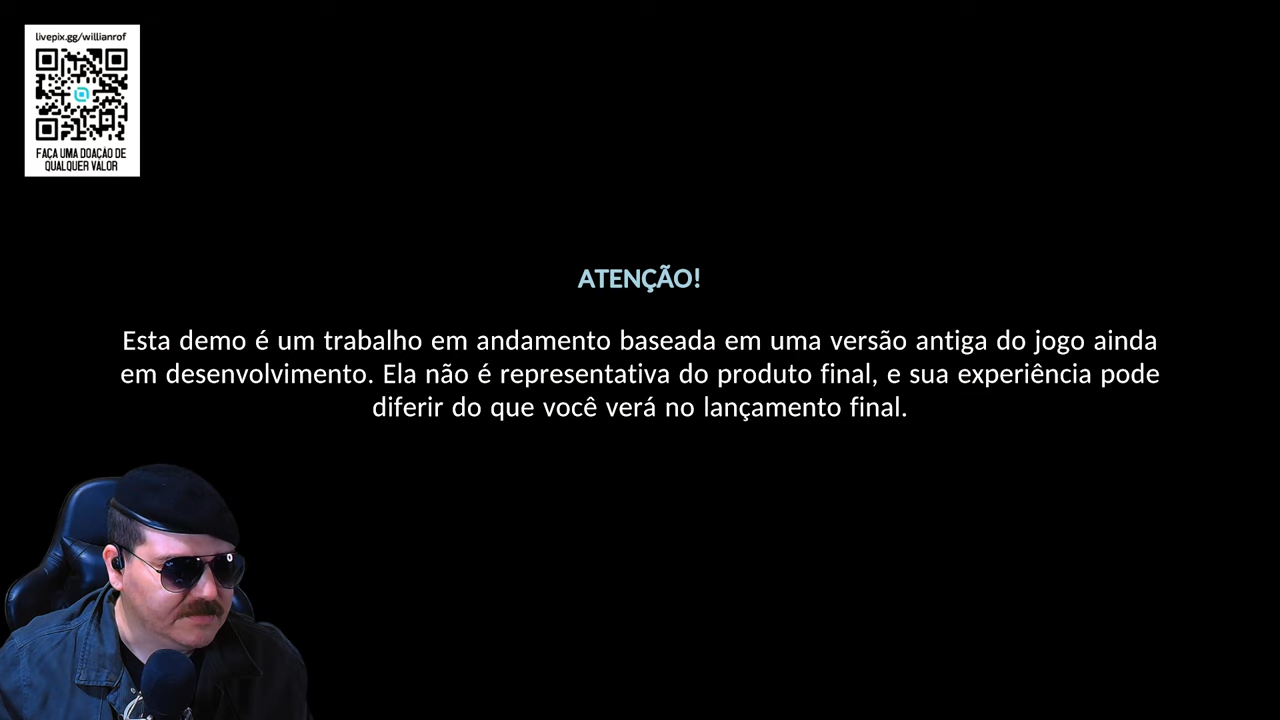 livepix.gg/willianrof
FAÇA UMA DOAÇÃO DE
QUALQUER VALOR
ATENÇÃO!
Esta demo é um trabalho em andamento baseada em uma versão antiga do jogo ainda
em desenvolvimento. Ela não é representativa do produto final, e sua experiência pode
diferir do que você verá no lançamento final.